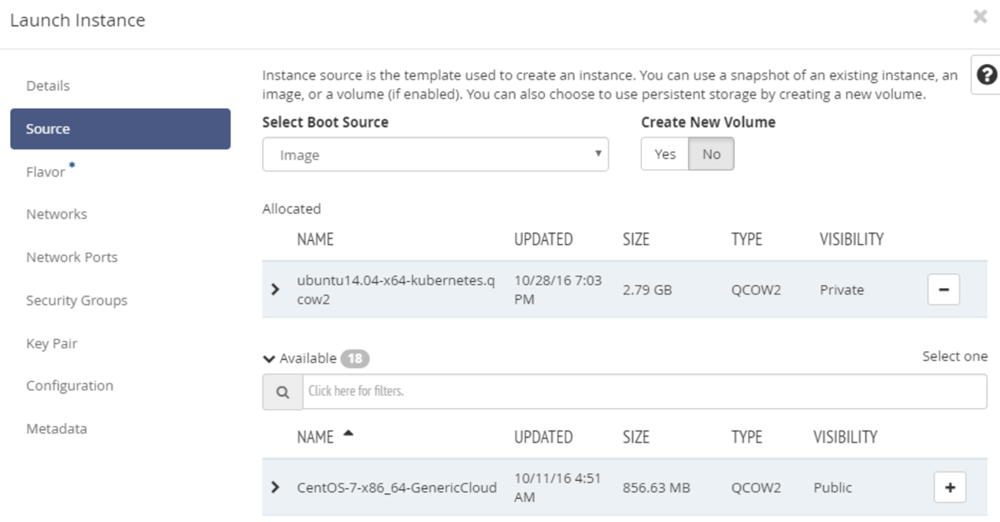 Launch Instance
Details
Source
Flavor *
Networks
Network Ports
Security Groups
Key Pair
Configuration
Metadata
Instance source is the template used to create an instance. You can use a snapshot of an existing instance, an
image, or a volume (if enabled). You can also choose to use persistent storage by creating a new volume.
Select Boot Source
Create New Volume
Image
Yes No
Allocated
NAME UPDATED SIZE TYPE VISIBILITY
ubuntu14.04-x64-kubernetes.q
cow2
10/28/16 7:03
PM
2.79 GB QCOW2 Private
Available 18
Select one
Click here for filters.
NAME UPDATED SIZE TYPE VISIBILITY
CentOS-7-x86_64-GenericCloud
10/11/16 4:51
AM
856.63 MB QCOW2 Public